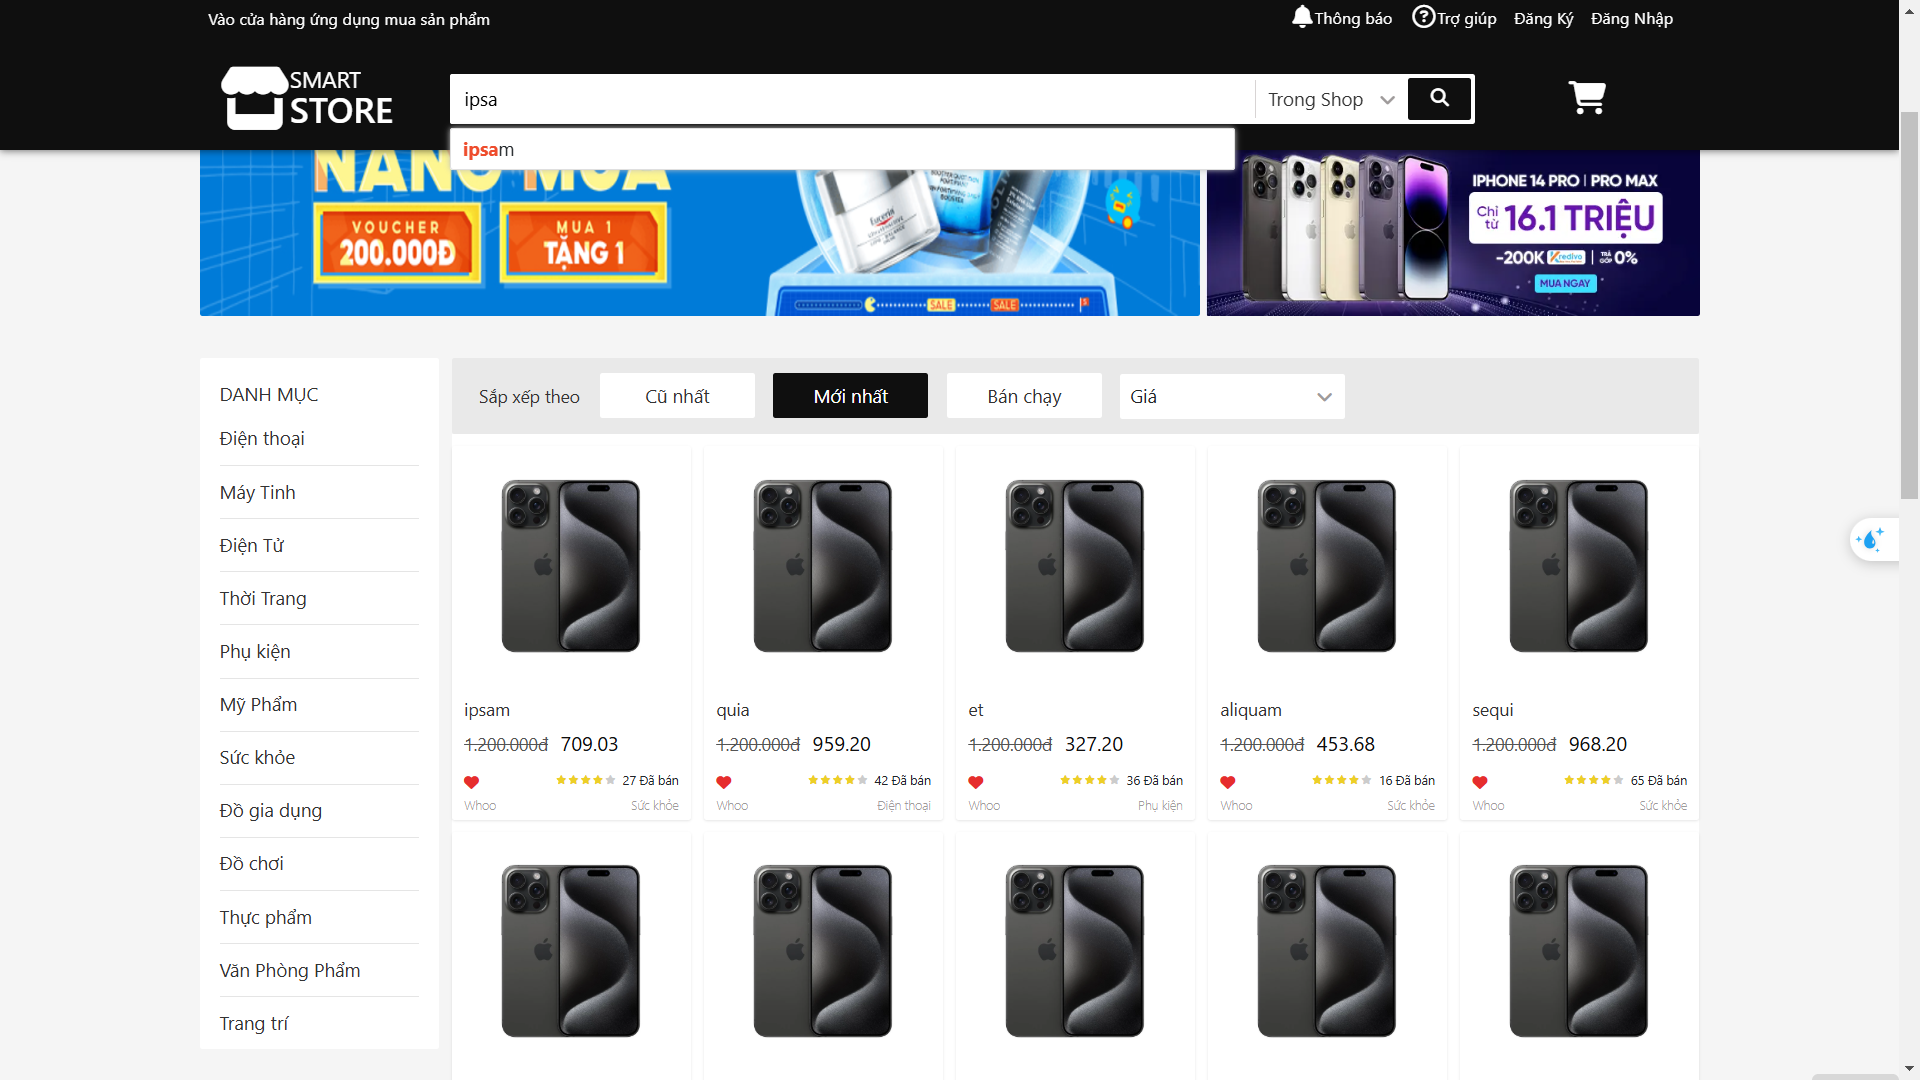 Vào cửa hàng ứng dụng mua sản phẩm
Thông báo
Trợ giúp
Đăng Ký
Đăng Nhập
SMART
STORE
ipsa
Trong Shop
ipsam
VOUCHER
200.000Đ
MUA 1
TẶNG 1
Eucerin
SALE
SALE
IPHONE 14 PRO | PRO MAX
Chỉ từ 16.1 TRIỆU
-200K Kredivo | TRẢ GÓP 0%
MUA NGAY
DANH MỤC
Điện thoại
Máy Tinh
Điện Tử
Thời Trang
Phụ kiện
Mỹ Phẩm
Sức khỏe
Đồ gia dụng
Đồ chơi
Thực phẩm
Văn Phòng Phẩm
Trang trí
Sắp xếp theo
Cũ nhất
Mới nhất
Bán chạy
Giá
ipsam
1.200.000đ 709.03
27 Đã bán
Whoo
Sức khỏe
quia
1.200.000đ 959.20
42 Đã bán
Whoo
Điện thoại
et
1.200.000đ 327.20
36 Đã bán
Whoo
Phụ kiện
aliquam
1.200.000đ 453.68
16 Đã bán
Whoo
Sức khỏe
sequi
1.200.000đ 968.20
65 Đã bán
Whoo
Sức khỏe